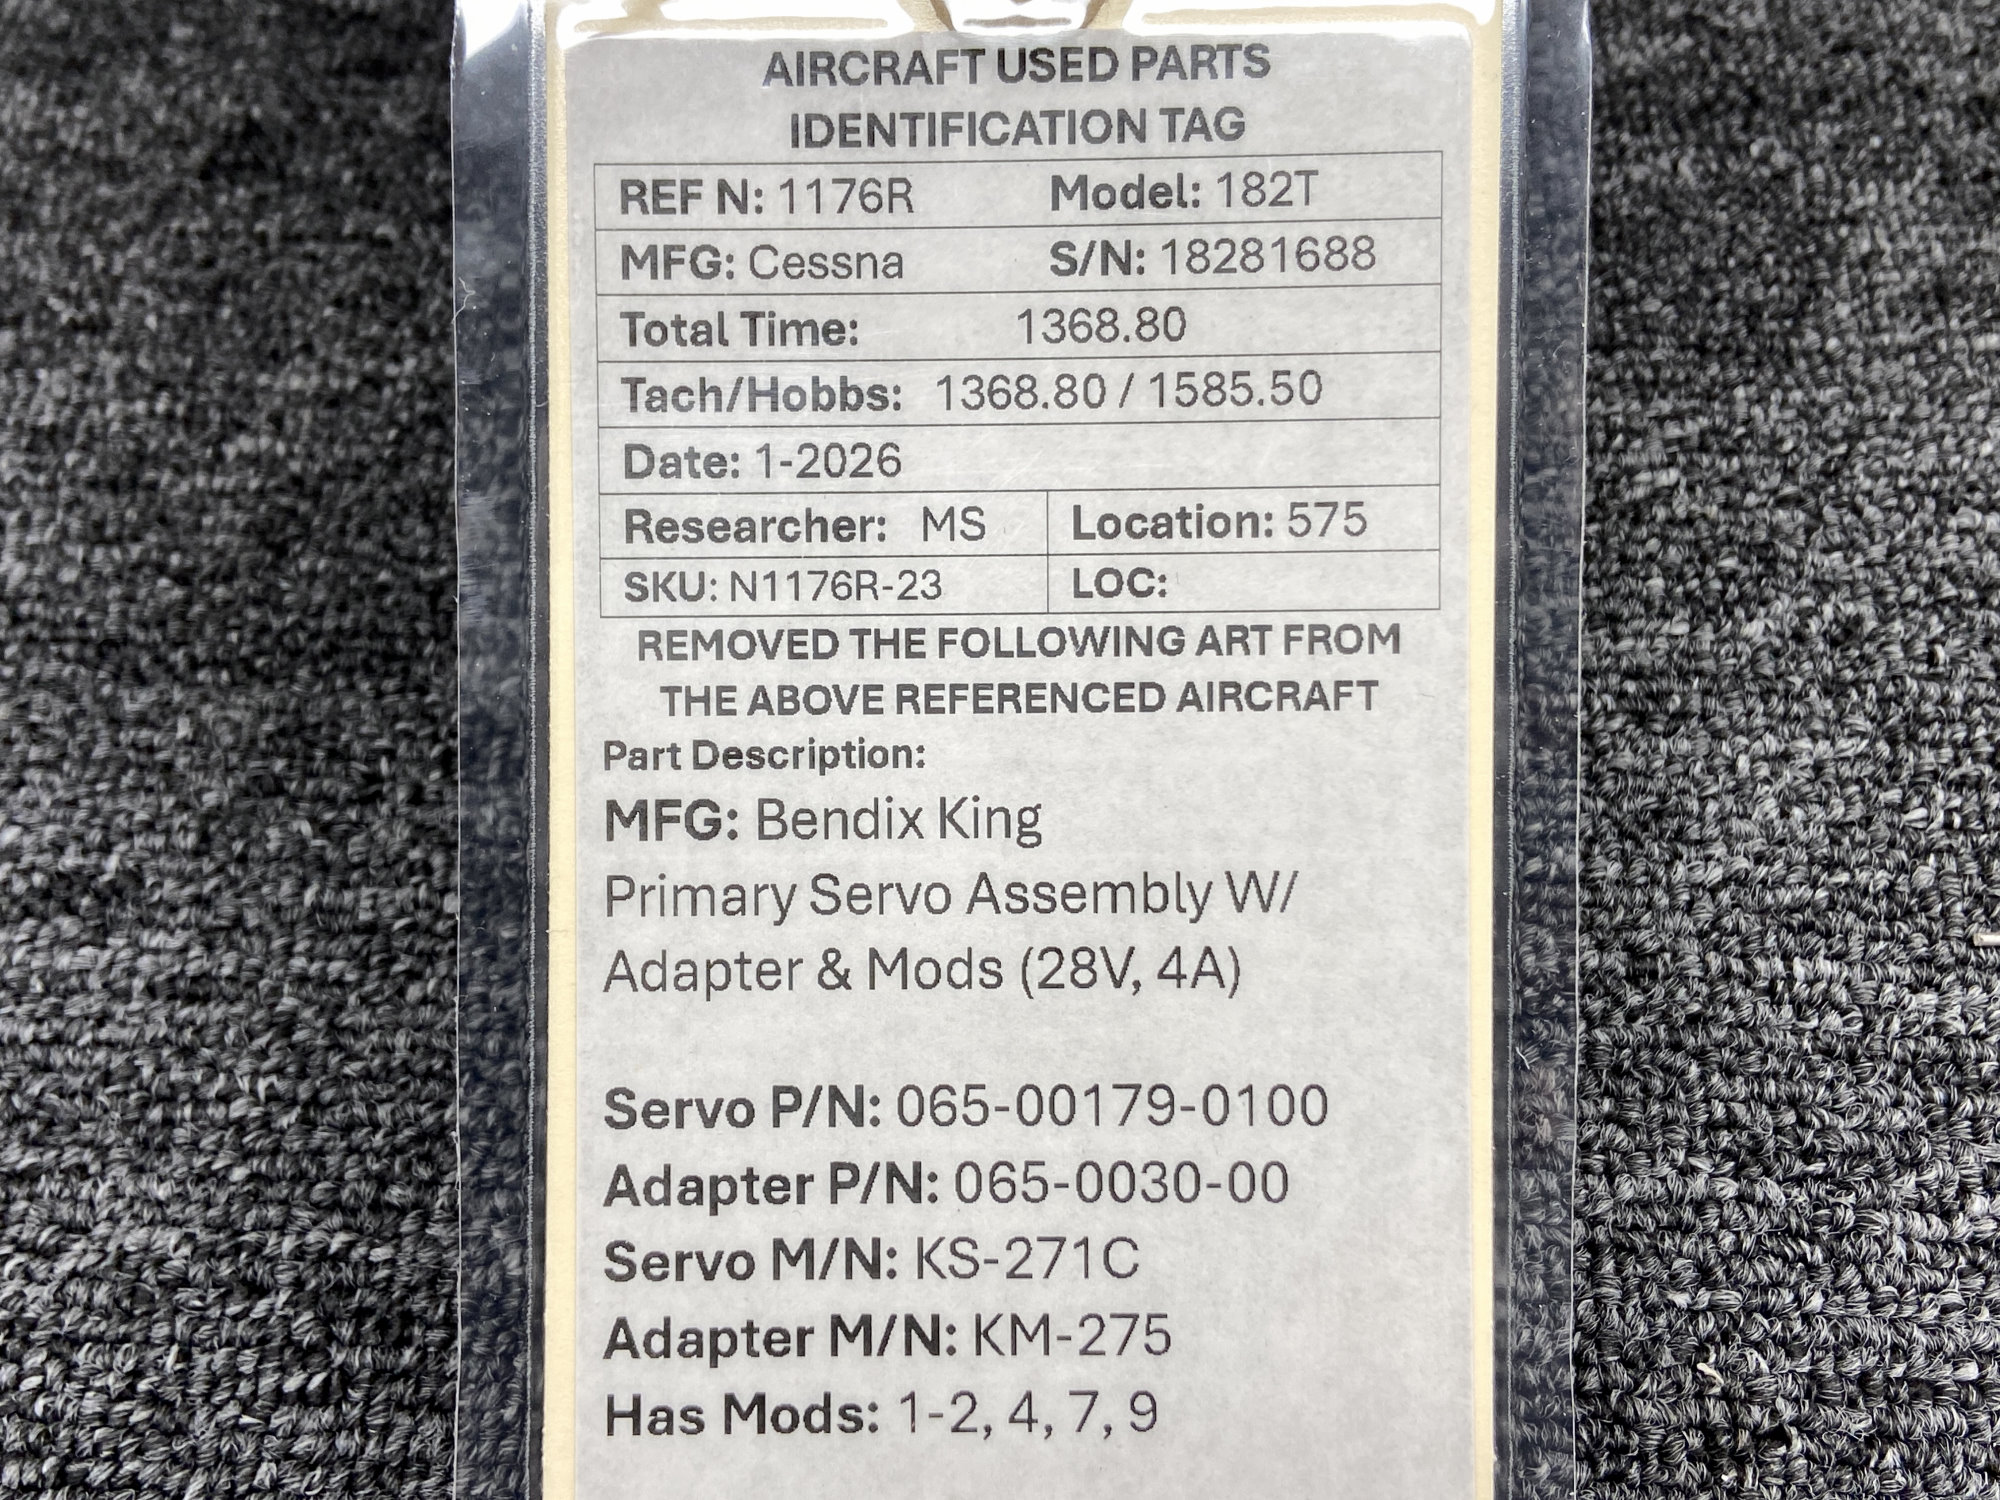 AIRCRAFT USED PARTS
IDENTIFICATION TAG
REF N: 1176R Model: 182T
MFG: Cessna S/N: 18281688
Total Time: 1368.80
Tach/Hobbs: 1368.80 / 1585.50
Date: 1-2026
Researcher: MS Location: 575
SKU: N1176R-23 LOC:
REMOVED THE FOLLOWING ART FROM
THE ABOVE REFERENCED AIRCRAFT
Part Description:
MFG: Bendix King
Primary Servo Assembly W/
Adapter & Mods (28V, 4A)
Servo P/N: 065-00179-0100
Adapter P/N: 065-0030-00
Servo M/N: KS-271C
Adapter M/N: KM-275
Has Mods: 1-2, 4, 7, 9